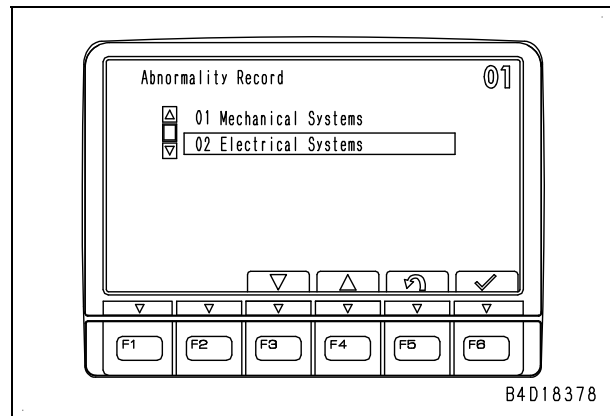 Abnormality Record 01
01 Mechanical Systems
02 Electrical Systems
F1 F2 F3 F4 F5 F6
B4D18378